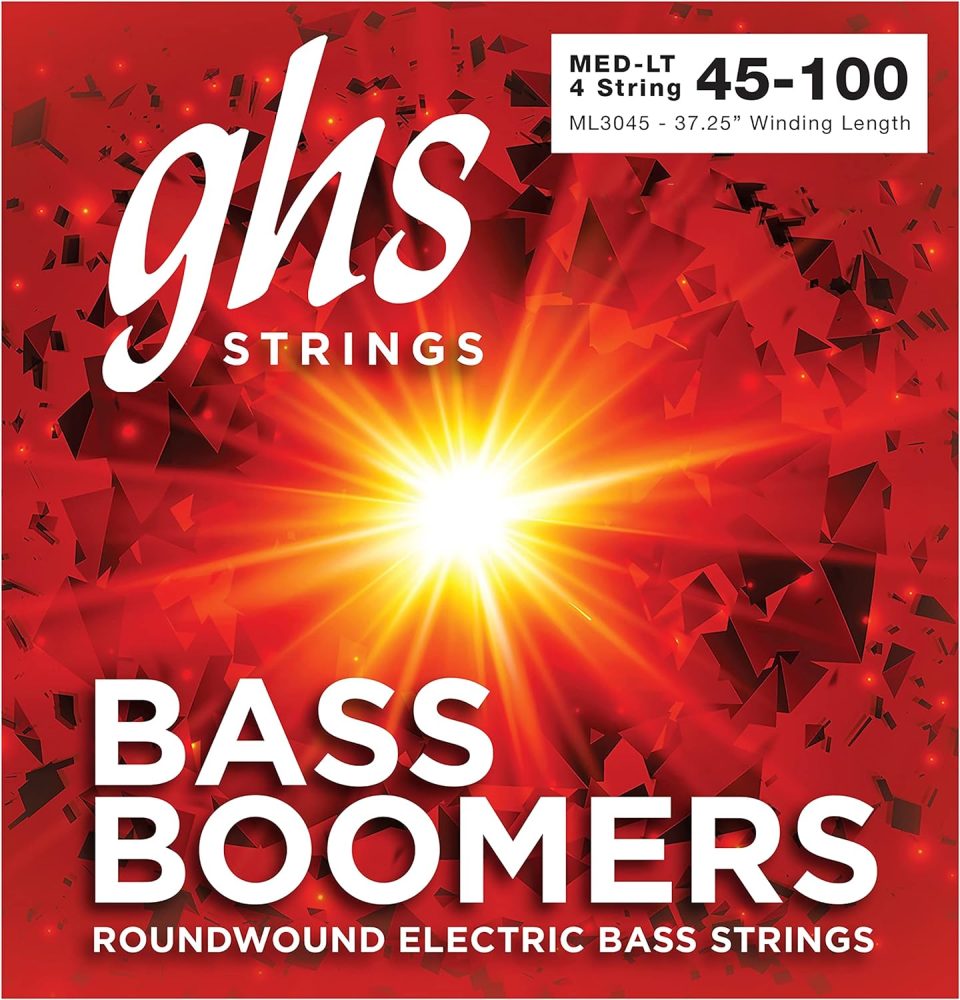 ghs
STRINGS
MED-LT
4 String
45-100
ML3045 - 37.25” Winding Length
BASS
BOOMERS
ROUNDWOUND ELECTRIC BASS STRINGS